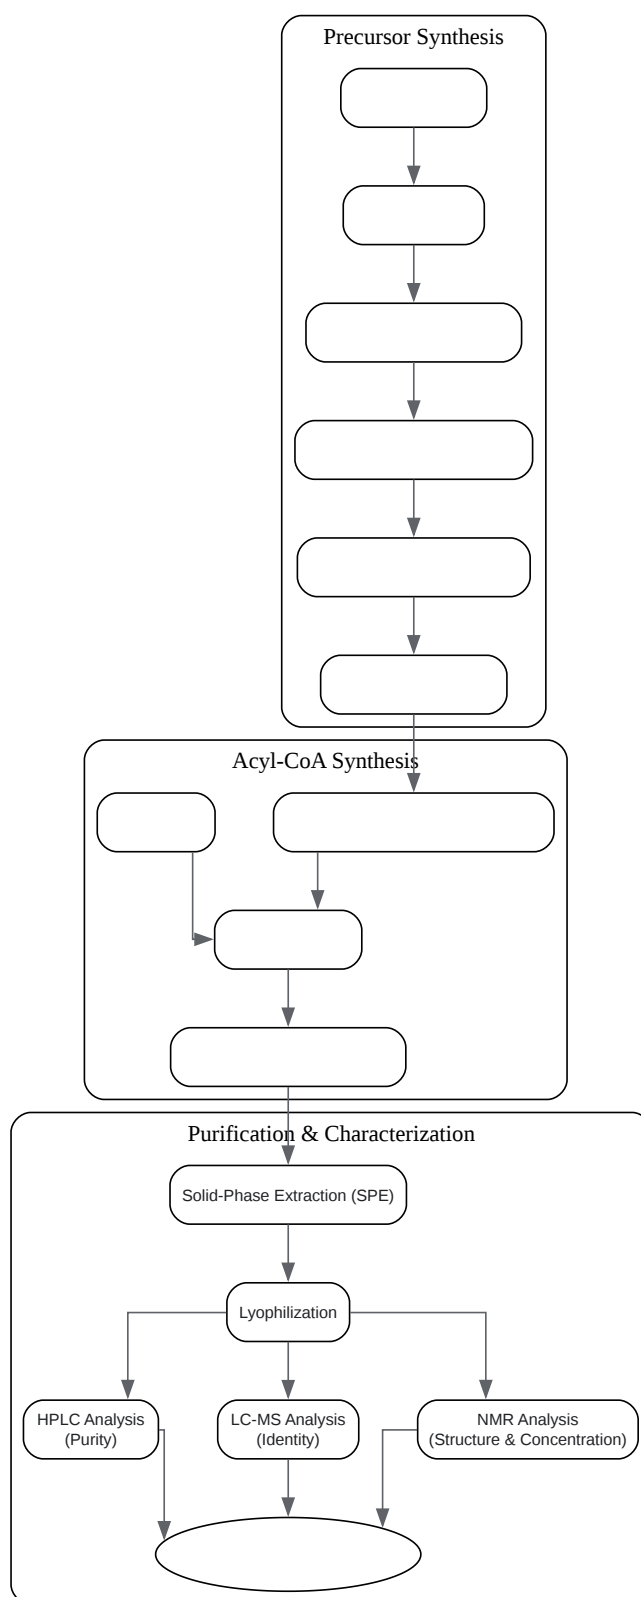 Precursor Synthesis
Acyl-CoA Synthesis
Purification & Characterization
Solid-Phase Extraction (SPE)
Lyophilization
HPLC Analysis
(Purity)
LC-MS Analysis
(Identity)
NMR Analysis
(Structure & Concentration)